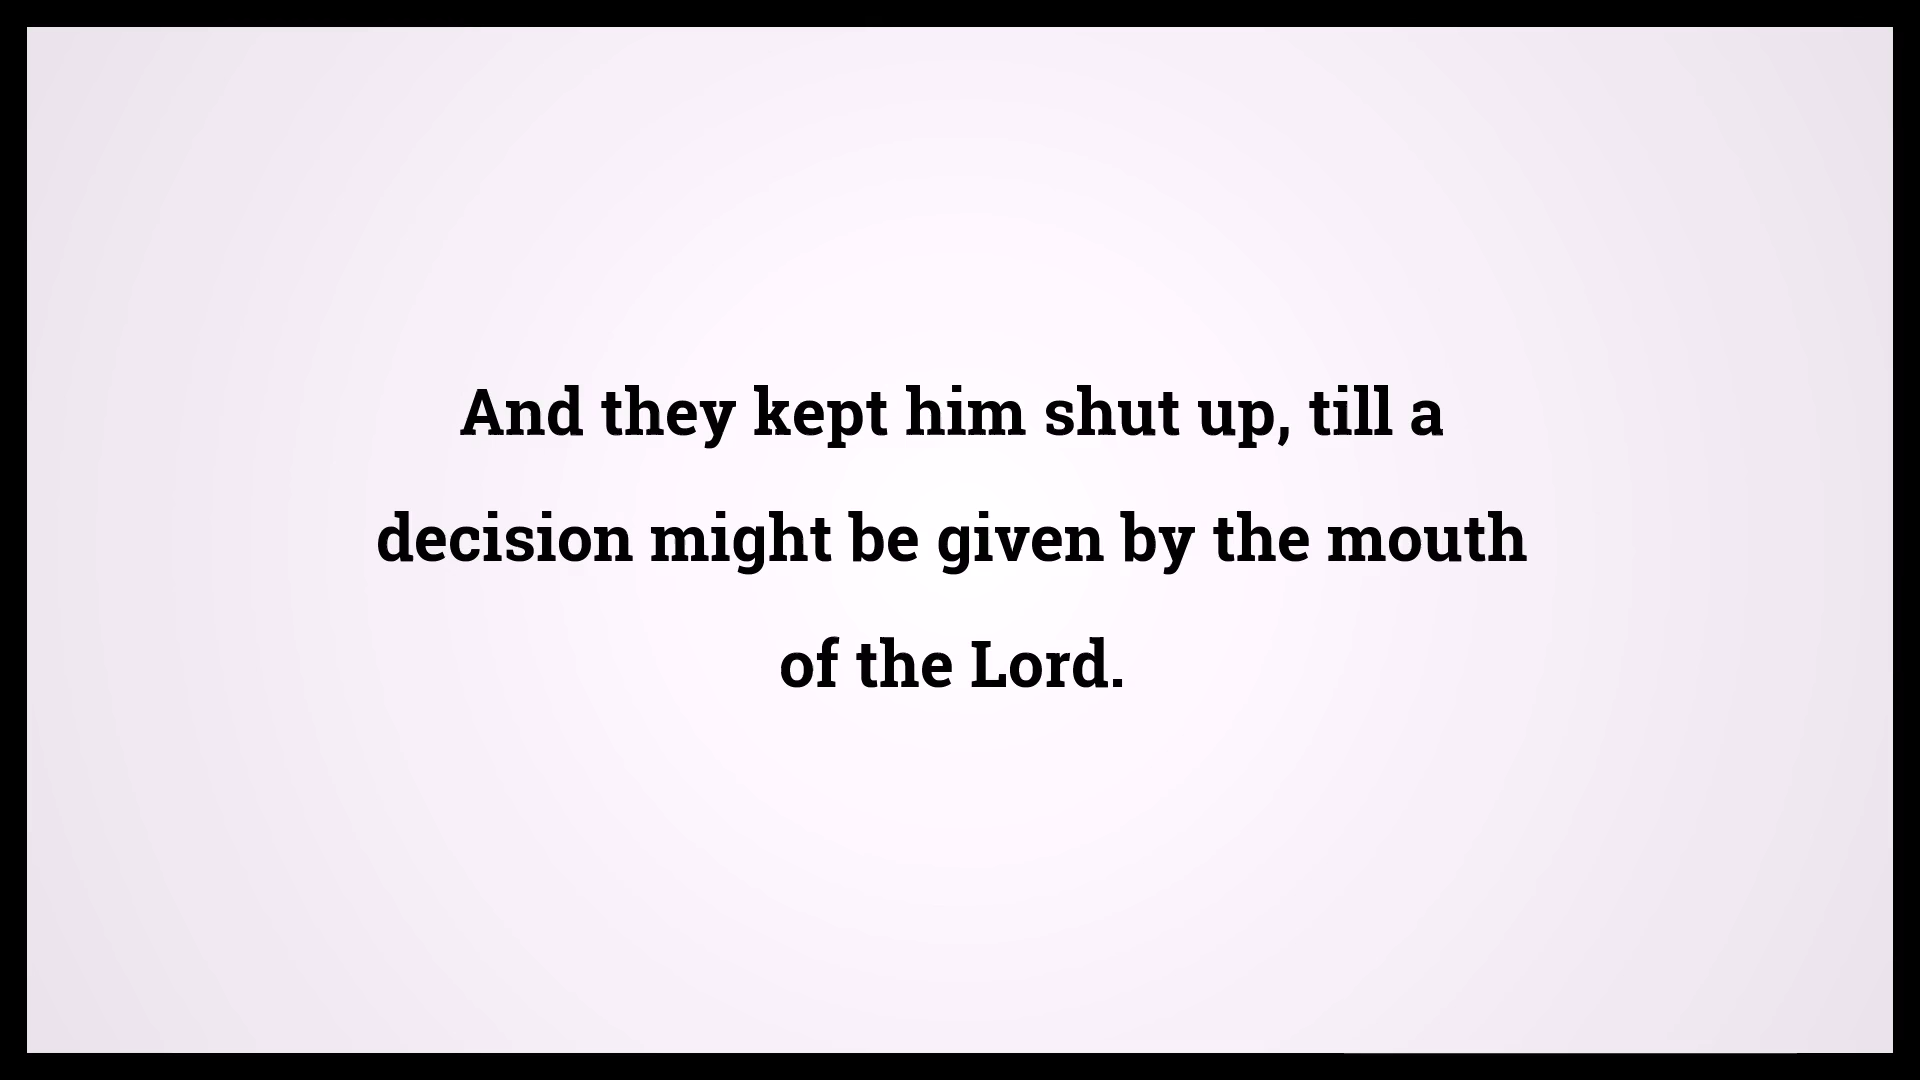 And they kept him shut up, till a
decision might be given by the mouth
of the Lord.